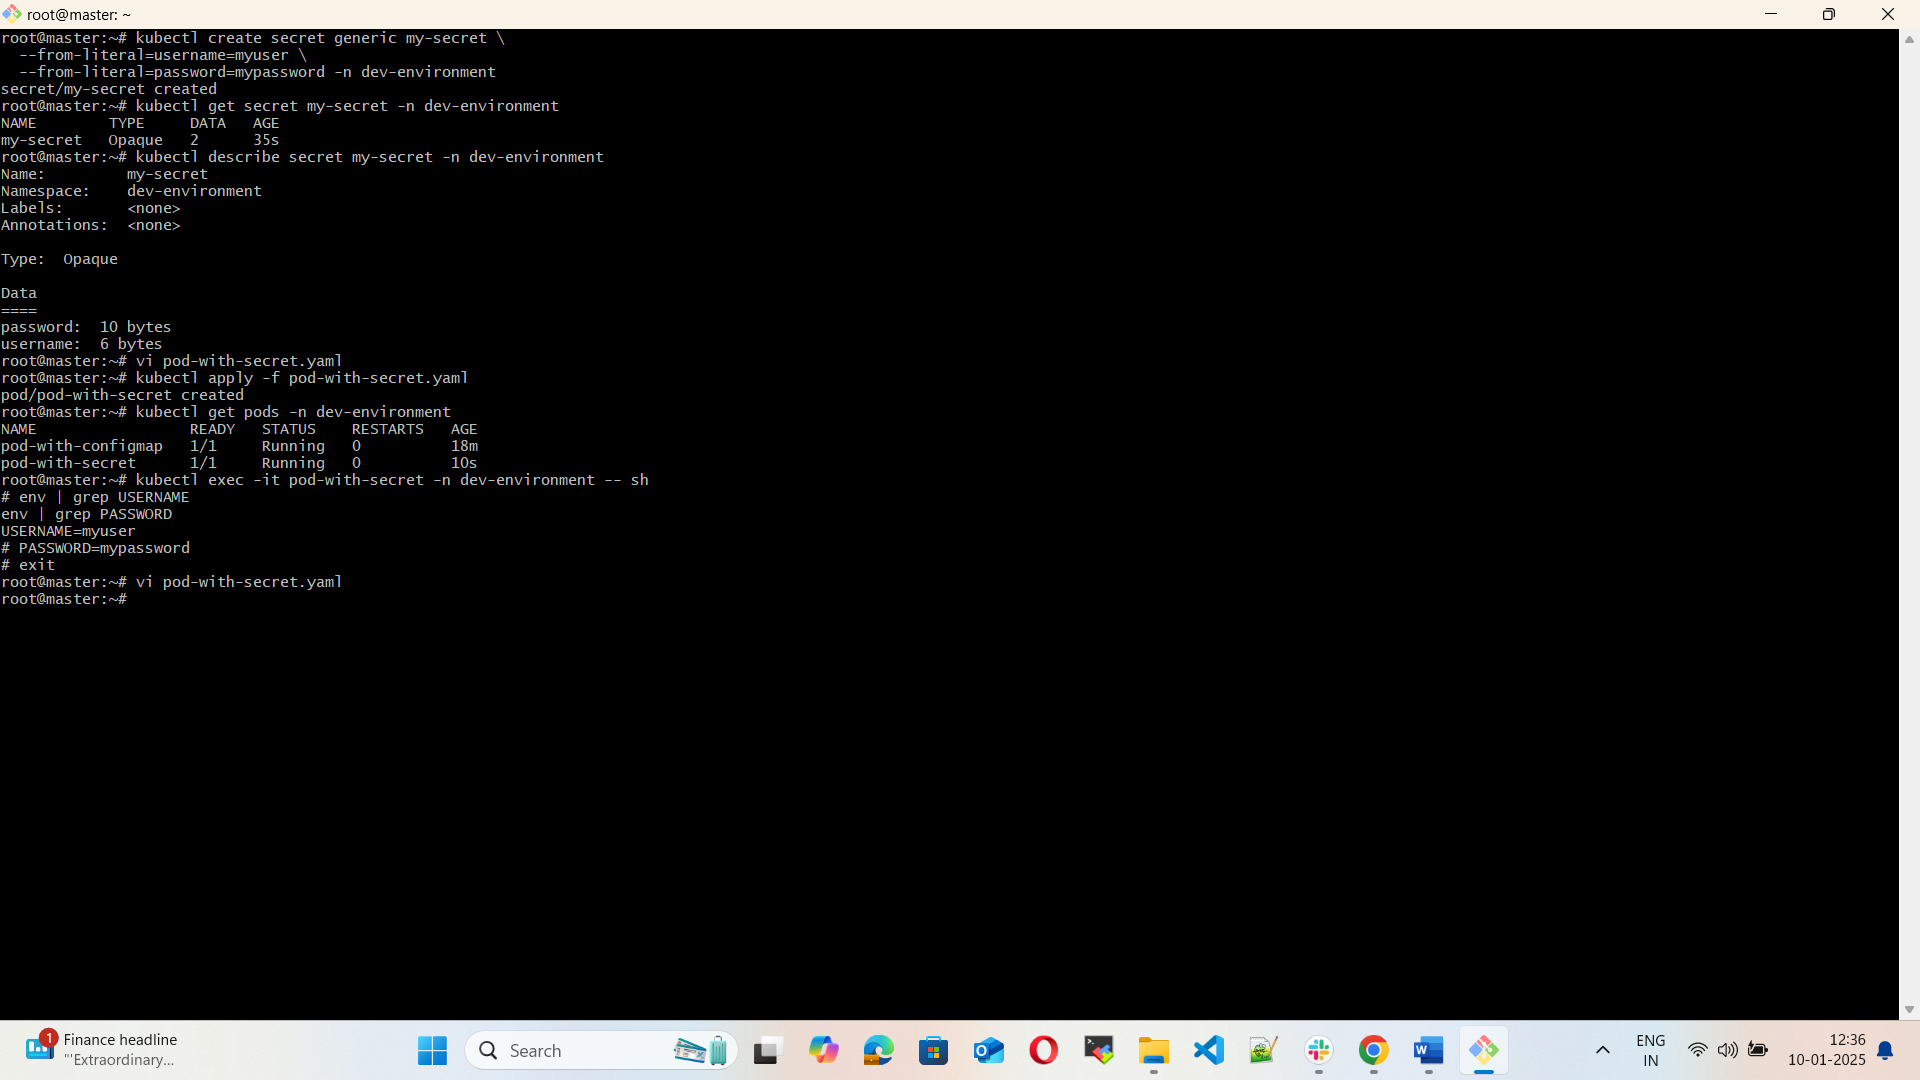 root@master: ~
root@master:~# kubectl create secret generic my-secret \
  --from-literal=username=myuser \
  --from-literal=password=mypassword -n dev-environment
secret/my-secret created
root@master:~# kubectl get secret my-secret -n dev-environment
NAME        TYPE     DATA   AGE
my-secret   Opaque   2      35s
root@master:~# kubectl describe secret my-secret -n dev-environment
Name:         my-secret
Namespace:    dev-environment
Labels:       <none>
Annotations:  <none>
Type:  Opaque
Data
====
password:  10 bytes
username:  6 bytes
root@master:~# vi pod-with-secret.yaml
root@master:~# kubectl apply -f pod-with-secret.yaml
pod/pod-with-secret created
root@master:~# kubectl get pods -n dev-environment
NAME                 READY   STATUS    RESTARTS   AGE
pod-with-configmap   1/1     Running   0          18m
pod-with-secret      1/1     Running   0          10s
root@master:~# kubectl exec -it pod-with-secret -n dev-environment -- sh
# env | grep USERNAME
env | grep PASSWORD
USERNAME=myuser
# PASSWORD=mypassword
# exit
root@master:~# vi pod-with-secret.yaml
root@master:~#
1
Finance headline
"'Extraordinary...
Search
ENG
IN
12:36
10-01-2025